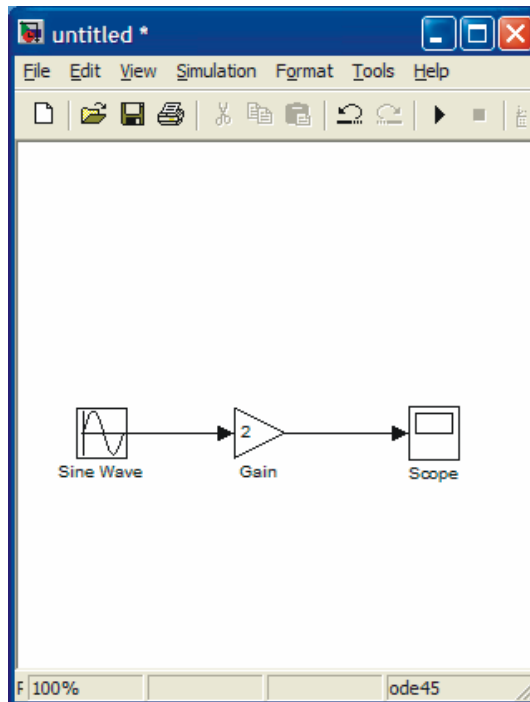 untitled *
File Edit View Simulation Format Tools Help
2
Sine Wave Gain Scope
F 100% ode45